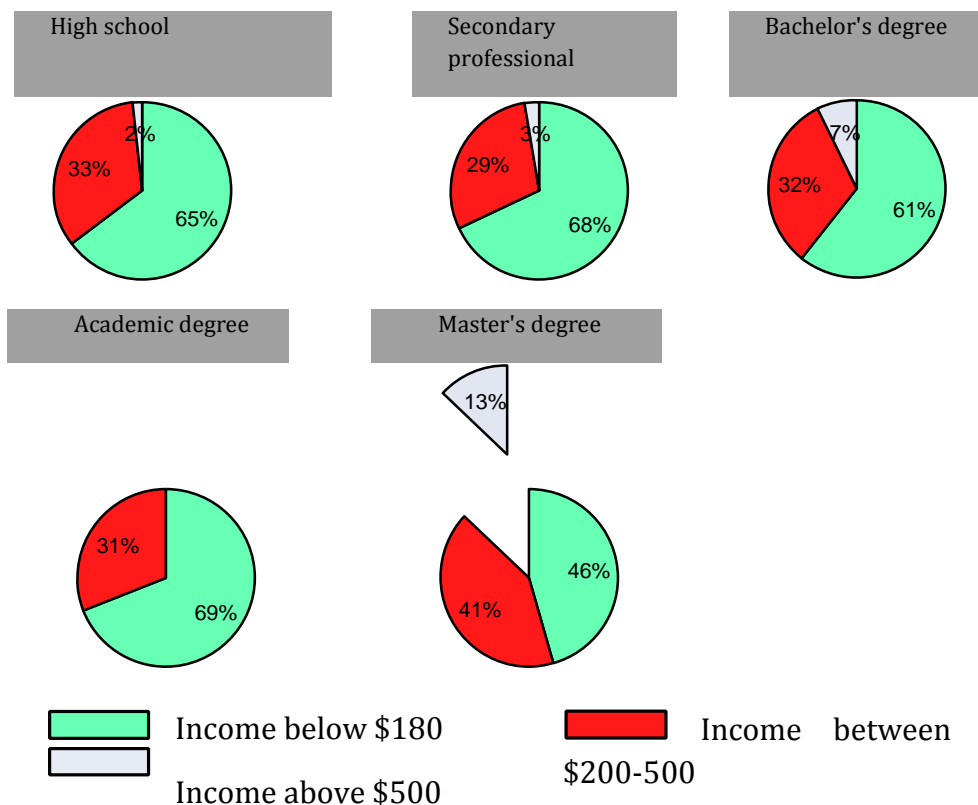 High school
Secondary
professional
Bachelor's degree
2%
33%
65%
3%
29%
68%
7%
32%
61%
Academic degree
Master's degree
13%
31%
69%
46%
41%
Income below $180
Income between
$200-500
Income above $500